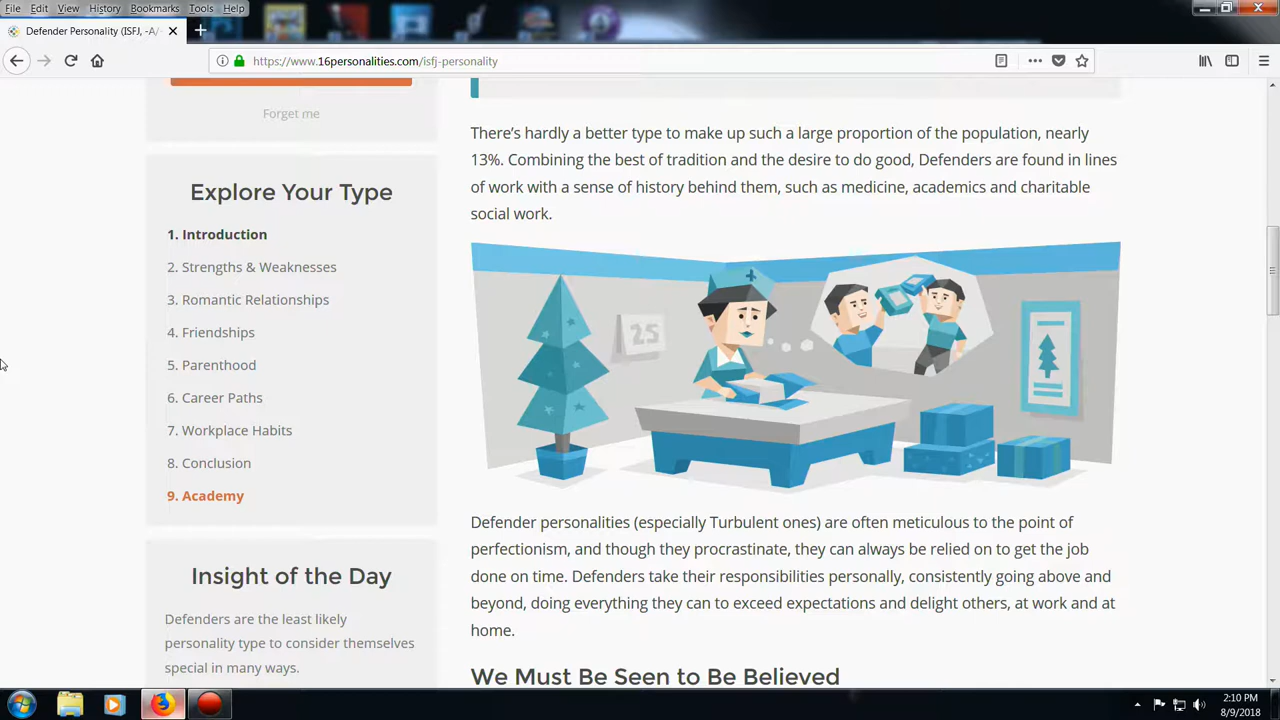 File Edit View History Bookmarks Tools Help
Defender Personality (ISFJ, -A/-
https://www.16personalities.com/isfj-personality
Forget me
Explore Your Type
1. Introduction
2. Strengths & Weaknesses
3. Romantic Relationships
4. Friendships
5. Parenthood
6. Career Paths
7. Workplace Habits
8. Conclusion
9. Academy
Insight of the Day
Defenders are the least likely
personality type to consider themselves
special in many ways.
There's hardly a better type to make up such a large proportion of the population, nearly
13%. Combining the best of tradition and the desire to do good, Defenders are found in lines
of work with a sense of history behind them, such as medicine, academics and charitable
social work.
25
Defender personalities (especially Turbulent ones) are often meticulous to the point of
perfectionism, and though they procrastinate, they can always be relied on to get the job
done on time. Defenders take their responsibilities personally, consistently going above and
beyond, doing everything they can to exceed expectations and delight others, at work and at
home.
We Must Be Seen to Be Believed
2:10 PM
8/9/2018